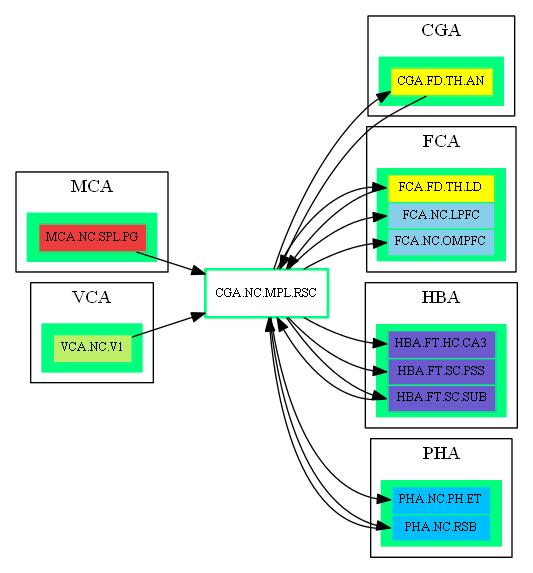 CGA
CGA.FD.TH.AN
FCA
FCA.FD.TH.LD
FCA.NC.LPFC
FCA.NC.OMPFC
MCA
MCA.NC.SPL.PG
CGA.NC.MPL.RSC
VCA
VCA.NC.V1
HBA
HBA.FT.HC.CA3
HBA.FT.SC.PSS
HBA.FT.SC.SUB
PHA
PHA.NC.PH.ET
PHA.NC.RSB